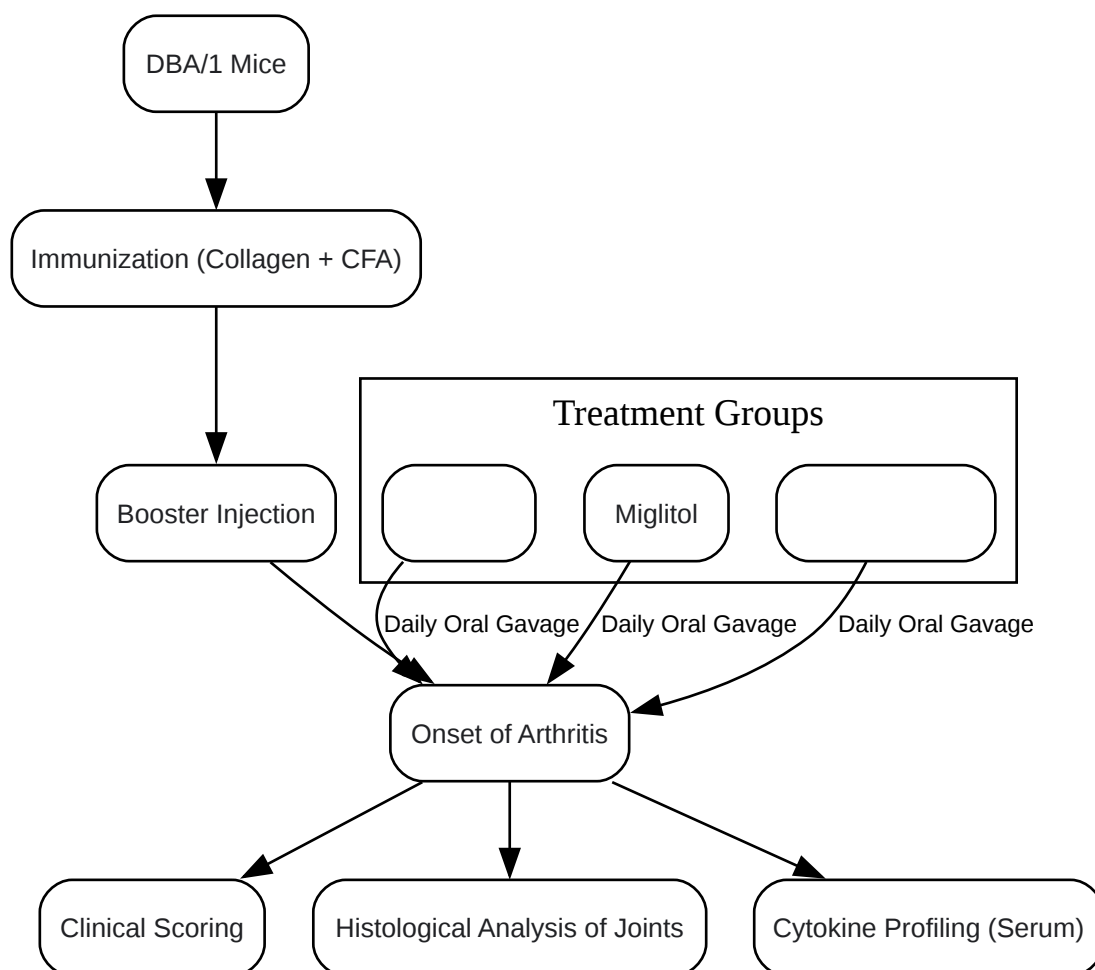 DBA/1 Mice
Immunization (Collagen + CFA)
Treatment Groups
Booster Injection
Miglitol
Daily Oral Gavage
Daily Oral Gavage
Daily Oral Gavage
Onset of Arthritis
Clinical Scoring
Histological Analysis of Joints
Cytokine Profiling (Serum)